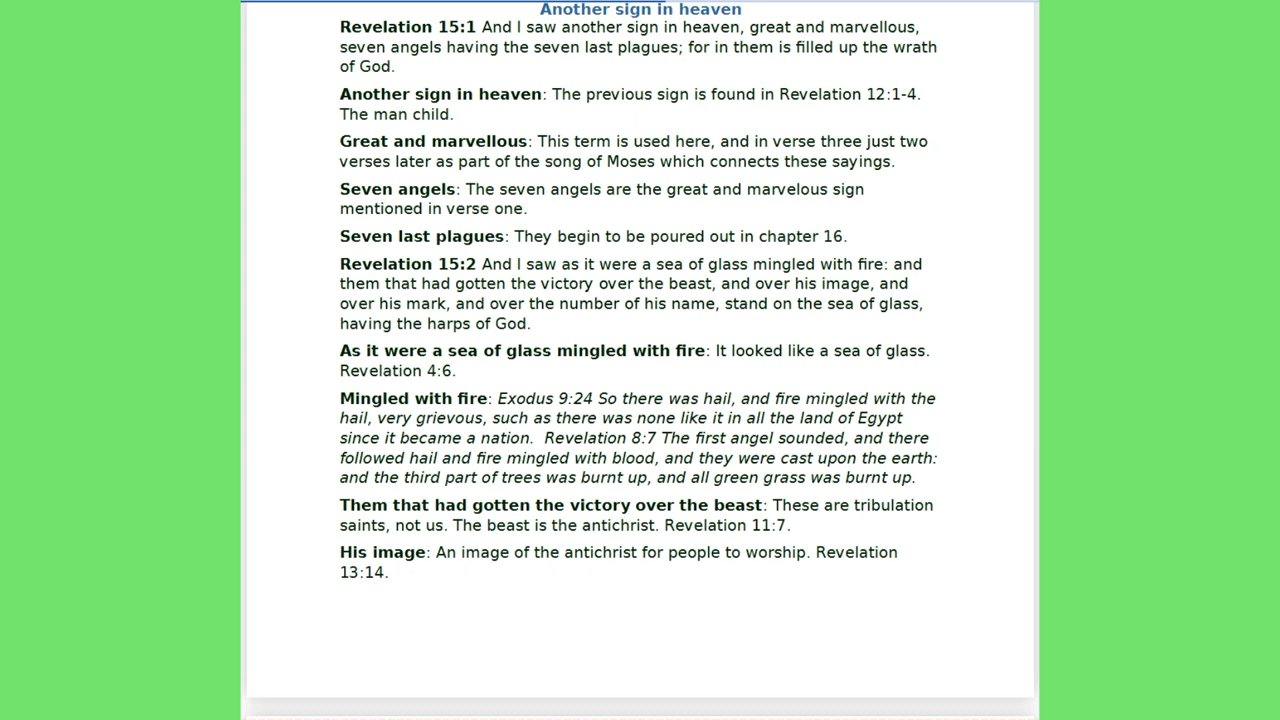 Another sign in heaven
Revelation 15:1 And I saw another sign in heaven, great and marvellous,
seven angels having the seven last plagues; for in them is filled up the wrath
of God.
Another sign in heaven: The previous sign is found in Revelation 12:1-4.
The man child.
Great and marvellous: This term is used here, and in verse three just two
verses later as part of the song of Moses which connects these sayings.
Seven angels: The seven angels are the great and marvelous sign
mentioned in verse one.
Seven last plagues: They begin to be poured out in chapter 16.
Revelation 15:2 And I saw as it were a sea of glass mingled with fire: and
them that had gotten the victory over the beast, and over his image, and
over his mark, and over the number of his name, stand on the sea of glass,
having the harps of God.
As it were a sea of glass mingled with fire: It looked like a sea of glass.
Revelation 4:6.
Mingled with fire: Exodus 9:24 So there was hail, and fire mingled with the
hail, very grievous, such as there was none like it in all the land of Egypt
since it became a nation.  Revelation 8:7 The first angel sounded, and there
followed hail and fire mingled with blood, and they were cast upon the earth:
and the third part of trees was burnt up, and all green grass was burnt up.
Them that had gotten the victory over the beast: These are tribulation
saints, not us. The beast is the antichrist. Revelation 11:7.
His image: An image of the antichrist for people to worship. Revelation
13:14.